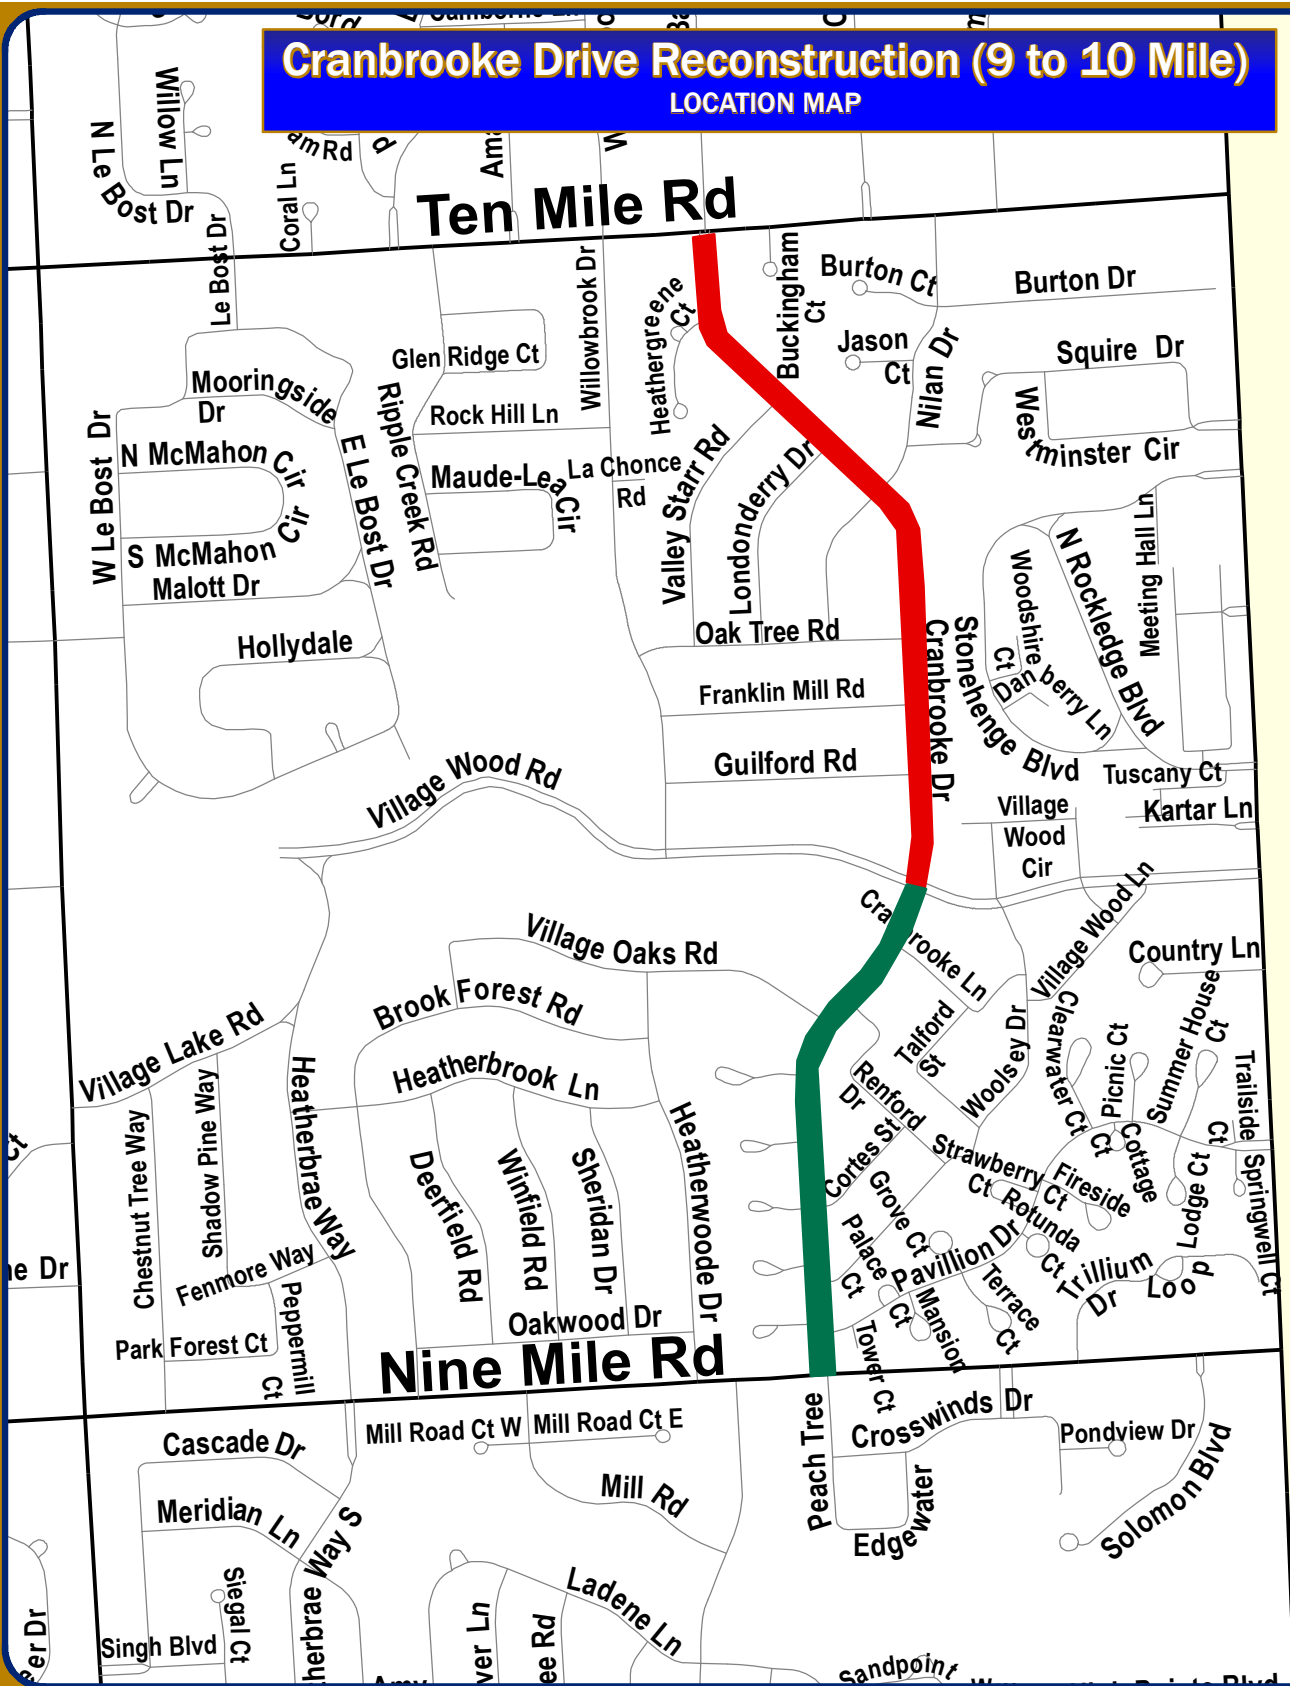 Cranbrooke Drive Reconstruction (9 to 10 Mile)
LOCATION MAP
Willow Ln
N Le Bost Dr
Coral Ln
Ten Mile Rd
Le Bost Dr
Willowbrook Dr
Heathergreene Ct
Buckingham Ct
Burton Ct
Burton Dr
Jason Ct
Nilan Dr
Squire Dr
Westminster Cir
Glen Ridge Ct
Mooringside Dr
Ripple Creek Rd
Rock Hill Ln
W Le Bost Dr
N McMahon Cir
E Le Bost Dr
Maude-Lea Cir
La Chonce Rd
Valley Starr Rd
Londonderry Dr
S McMahon Cir
Malott Dr
Hollydale
Oak Tree Rd
Franklin Mill Rd
Guilford Rd
Cranbrooke Dr
Stonehenge Blvd
Woodshire Ct
Danberry Ln
N Rockledge Blvd
Meeting Hall Ln
Tuscany Ct
Kartar Ln
Village Wood Rd
Village Wood Cir
Village Wood Ln
Village Oaks Rd
Brook Forest Rd
Village Lake Rd
Heatherbrook Ln
Heatherbrae Way
Shadow Pine Way
Chestnut Tree Way
Fenmore Way
Peppermill Ct
Park Forest Ct
Deerfield Rd
Winfield Rd
Sheridan Dr
Heatherwoode Dr
Oakwood Dr
Country Ln
Talford St
Woolsey Dr
Clearwater Ct
Picnic Ct
Summer House Ct
Trailside Ct
Renford Dr
Cortes St
Strawberry Ct
Cottage Ct
Fireside Ct
Rotunda Ct
Lodge Ct
Springwell Ct
Grove Ct
Palace Ct
Pavillion Dr
Mansion Ct
Terrace Ct
Trillium Dr
Loop
Tower Ct
Nine Mile Rd
Peach Tree
Crosswinds Dr
Edgewater
Pondview Dr
Solomon Blvd
Mill Road Ct W
Mill Road Ct E
Mill Rd
Cascade Dr
Meridian Ln
Siegal Ct
Singh Blvd
Ladene Ln
Sandpoint